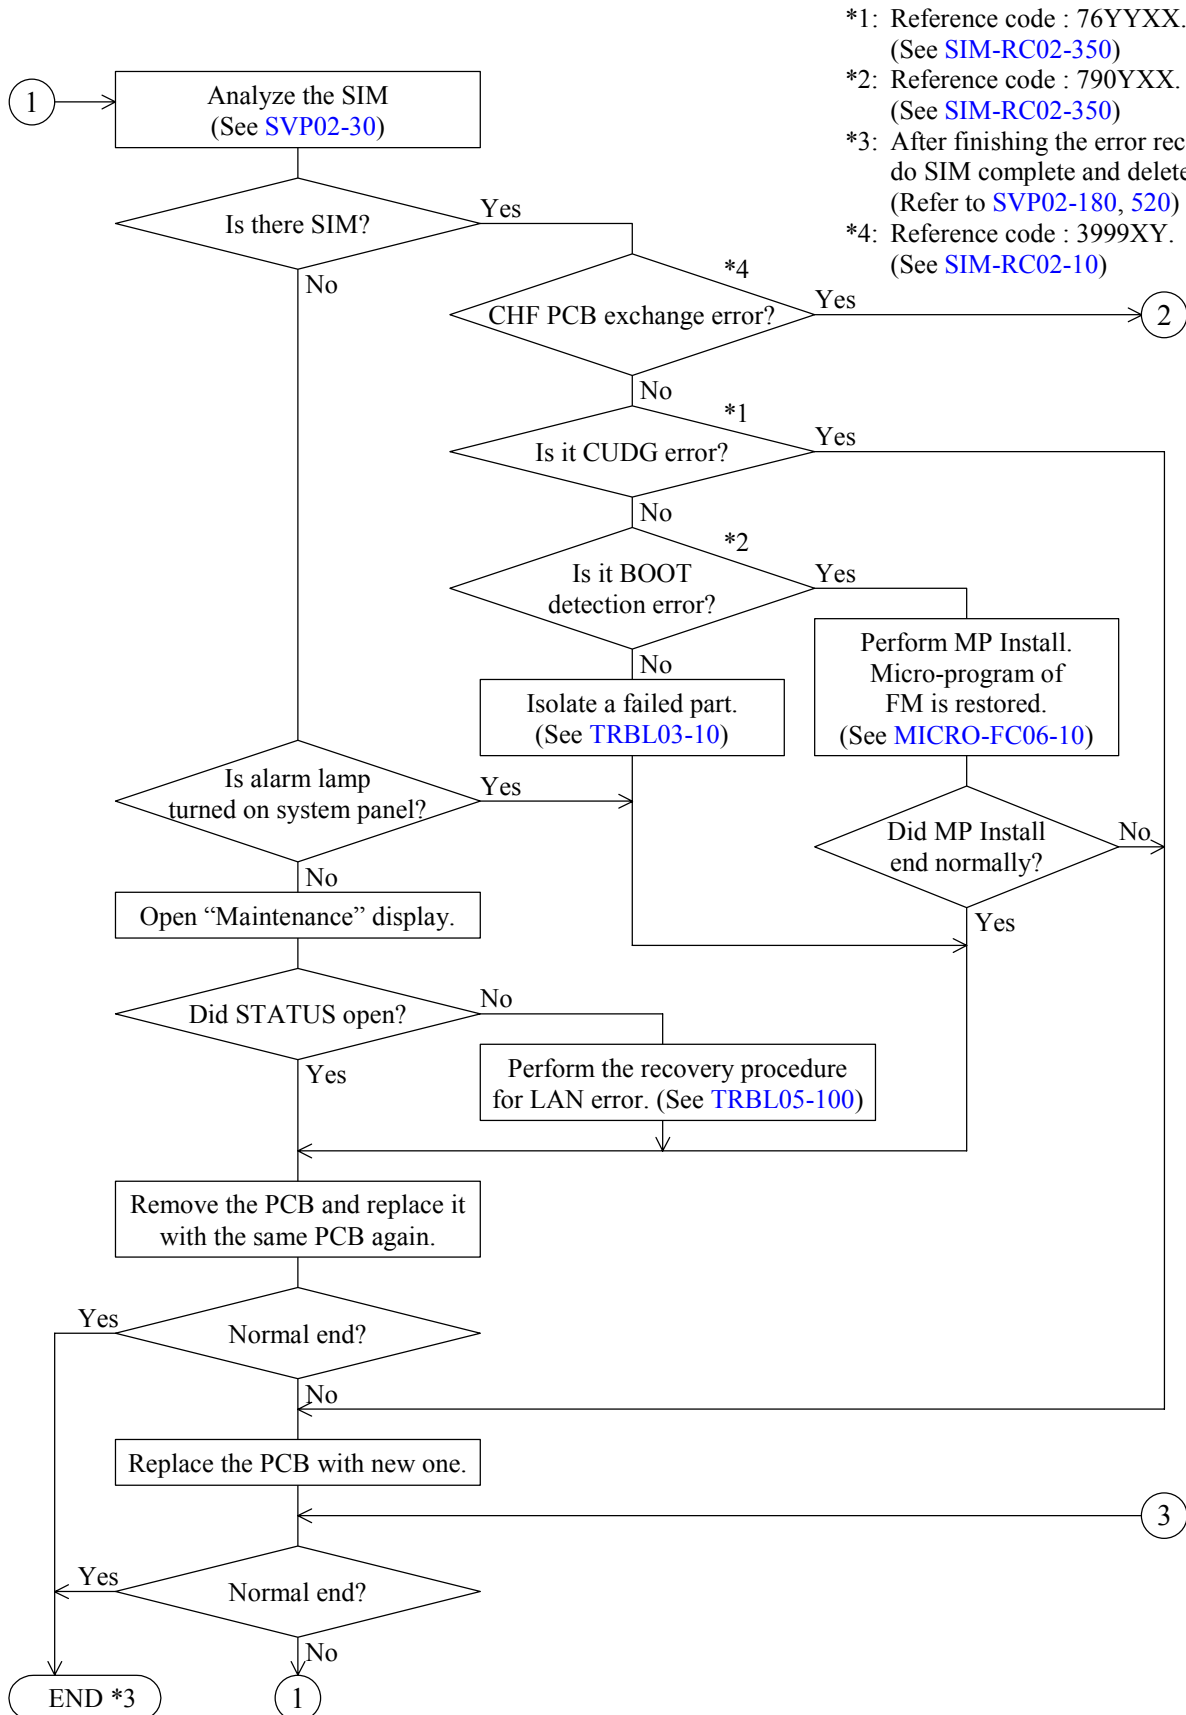 *1: Reference code : 76YYXX.
(See SIM-RC02-350)
*2: Reference code : 790YXX.
(See SIM-RC02-350)
*3: After finishing the error rec
do SIM complete and delete
(Refer to SVP02-180, 520)
*4: Reference code : 3999XY.
(See SIM-RC02-10)
1
Analyze the SIM
(See SVP02-30)
Is there SIM?
Yes
No
*4
CHF PCB exchange error?
Yes
2
No
*1
Is it CUDG error?
Yes
No
*2
Is it BOOT
detection error?
Yes
No
Perform MP Install.
Micro-program of
FM is restored.
(See MICRO-FC06-10)
Isolate a failed part.
(See TRBL03-10)
Is alarm lamp
turned on system panel?
Yes
No
Did MP Install
end normally?
No
Yes
Open “Maintenance” display.
Did STATUS open?
No
Yes
Perform the recovery procedure
for LAN error. (See TRBL05-100)
Remove the PCB and replace it
with the same PCB again.
Yes
Normal end?
No
Replace the PCB with new one.
3
Yes
Normal end?
No
END *3
1